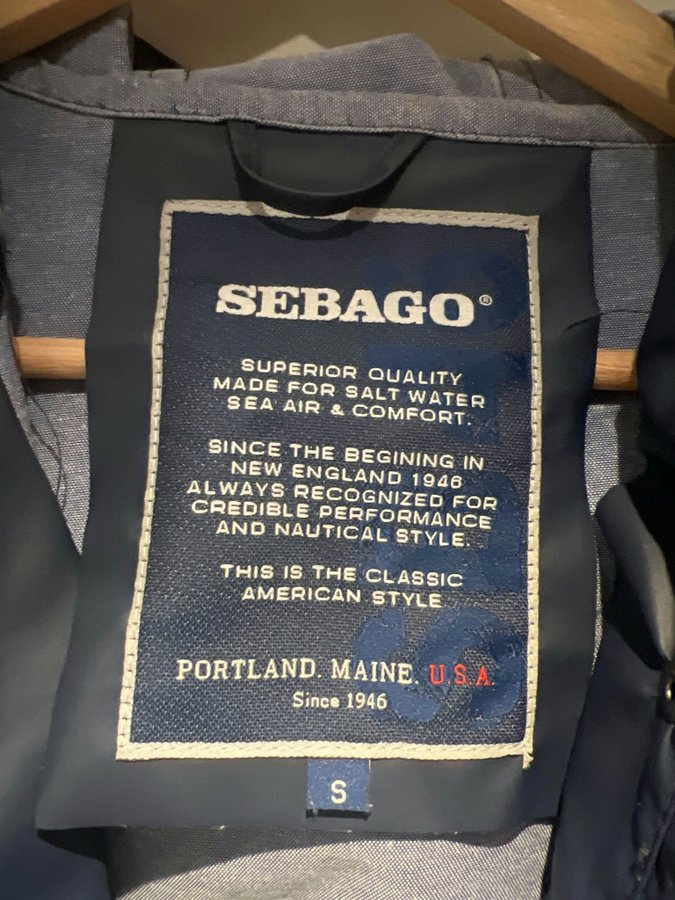 SEBAGO®
SUPERIOR QUALITY
MADE FOR SALT WATER
SEA AIR & COMFORT.
SINCE THE BEGINING IN
NEW ENGLAND 1946
ALWAYS RECOGNIZED FOR
CREDIBLE PERFORMANCE
AND NAUTICAL STYLE.
THIS IS THE CLASSIC
AMERICAN STYLE
PORTLAND. MAINE. U.S.A.
Since 1946
S